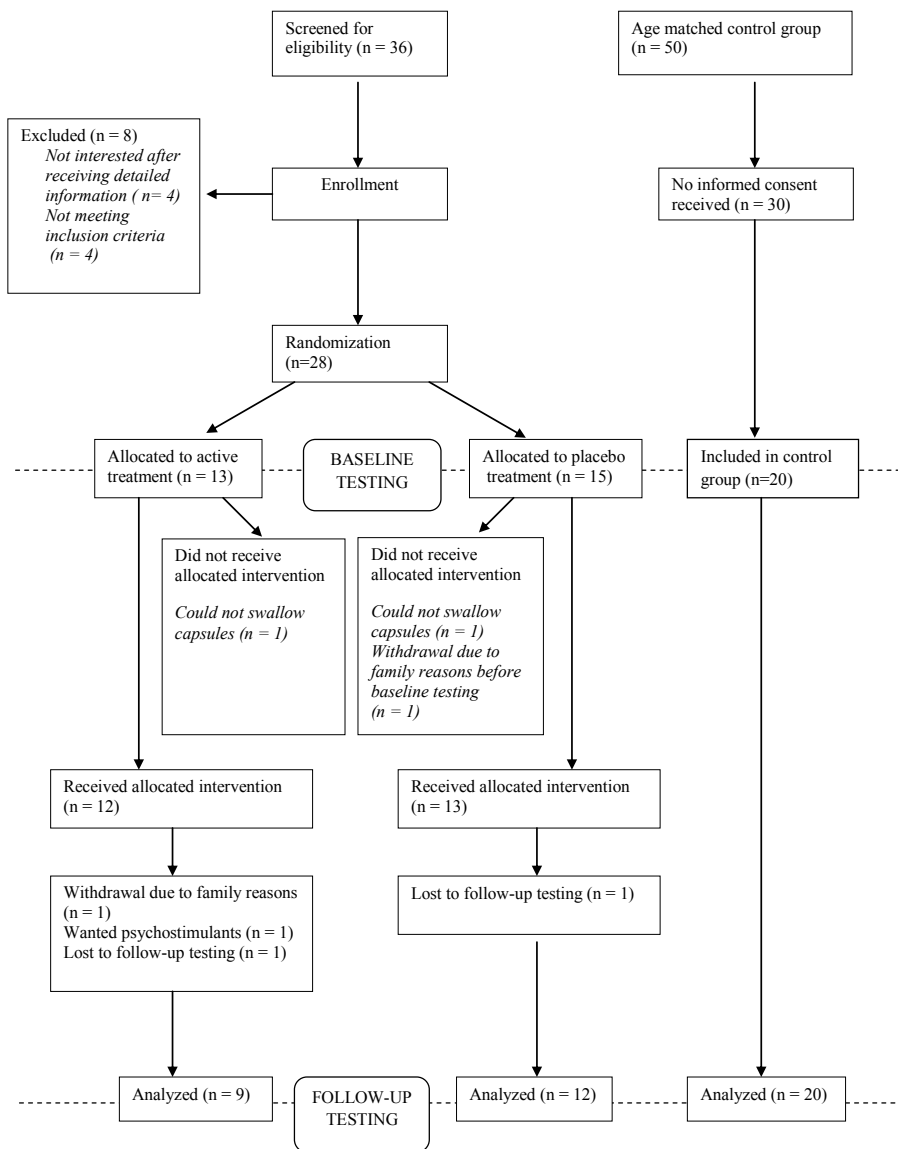 Screened for
eligibility (n = 36)
Age matched control group
(n = 50)
Excluded (n = 8)
Not interested after
receiving detailed
information ( n= 4)
Not meeting
inclusion criteria
(n = 4)
Enrollment
No informed consent
received (n = 30)
Randomization
(n=28)
Allocated to active
treatment (n = 13)
BASELINE
TESTING
Allocated to placebo
treatment (n = 15)
Included in control
group (n=20)
Did not receive
allocated intervention
Could not swallow
capsules (n = 1)
Did not receive
allocated intervention
Could not swallow
capsules (n = 1)
Withdrawal due to
family reasons before
baseline testing
(n = 1)
Received allocated intervention
(n = 12)
Received allocated intervention
(n = 13)
Withdrawal due to family reasons
(n = 1)
Wanted psychostimulants (n = 1)
Lost to follow-up testing (n = 1)
Lost to follow-up testing (n = 1)
Analyzed (n = 9)
FOLLOW-UP
TESTING
Analyzed (n = 12)
Analyzed (n = 20)